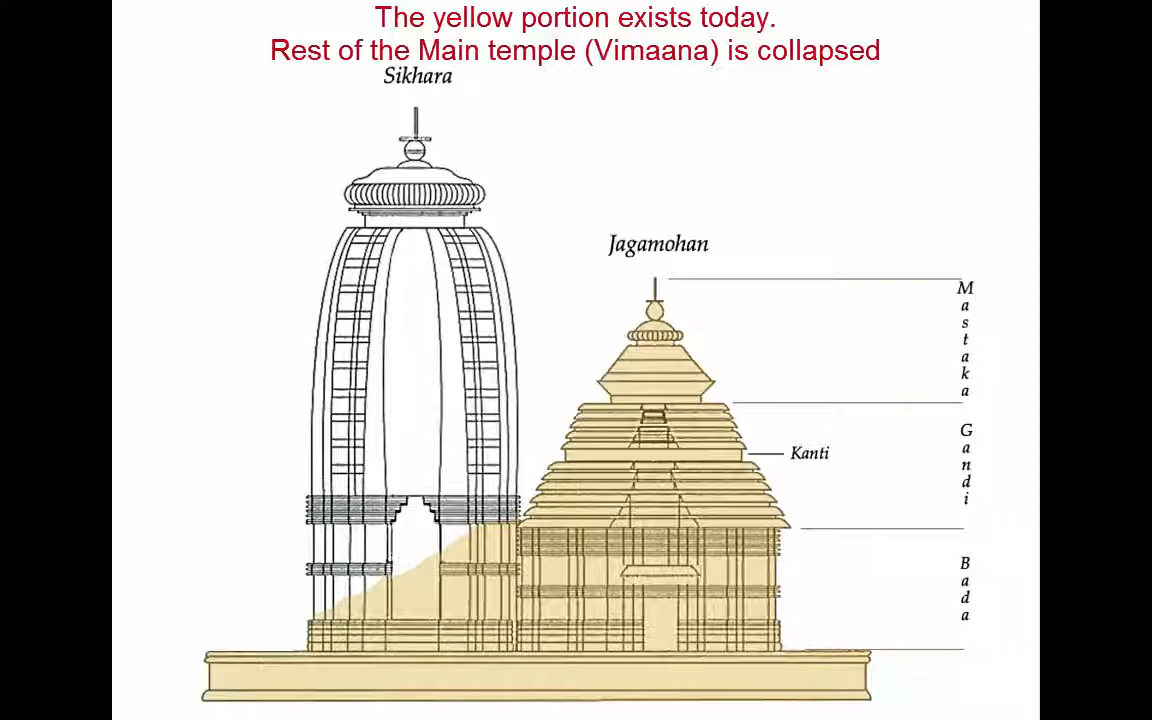 The yellow portion exists today.
Rest of the Main temple (Vimaana) is collapsed
Sikhara
Jagamohan
Mastaka
Gandi
Kanti
Bada